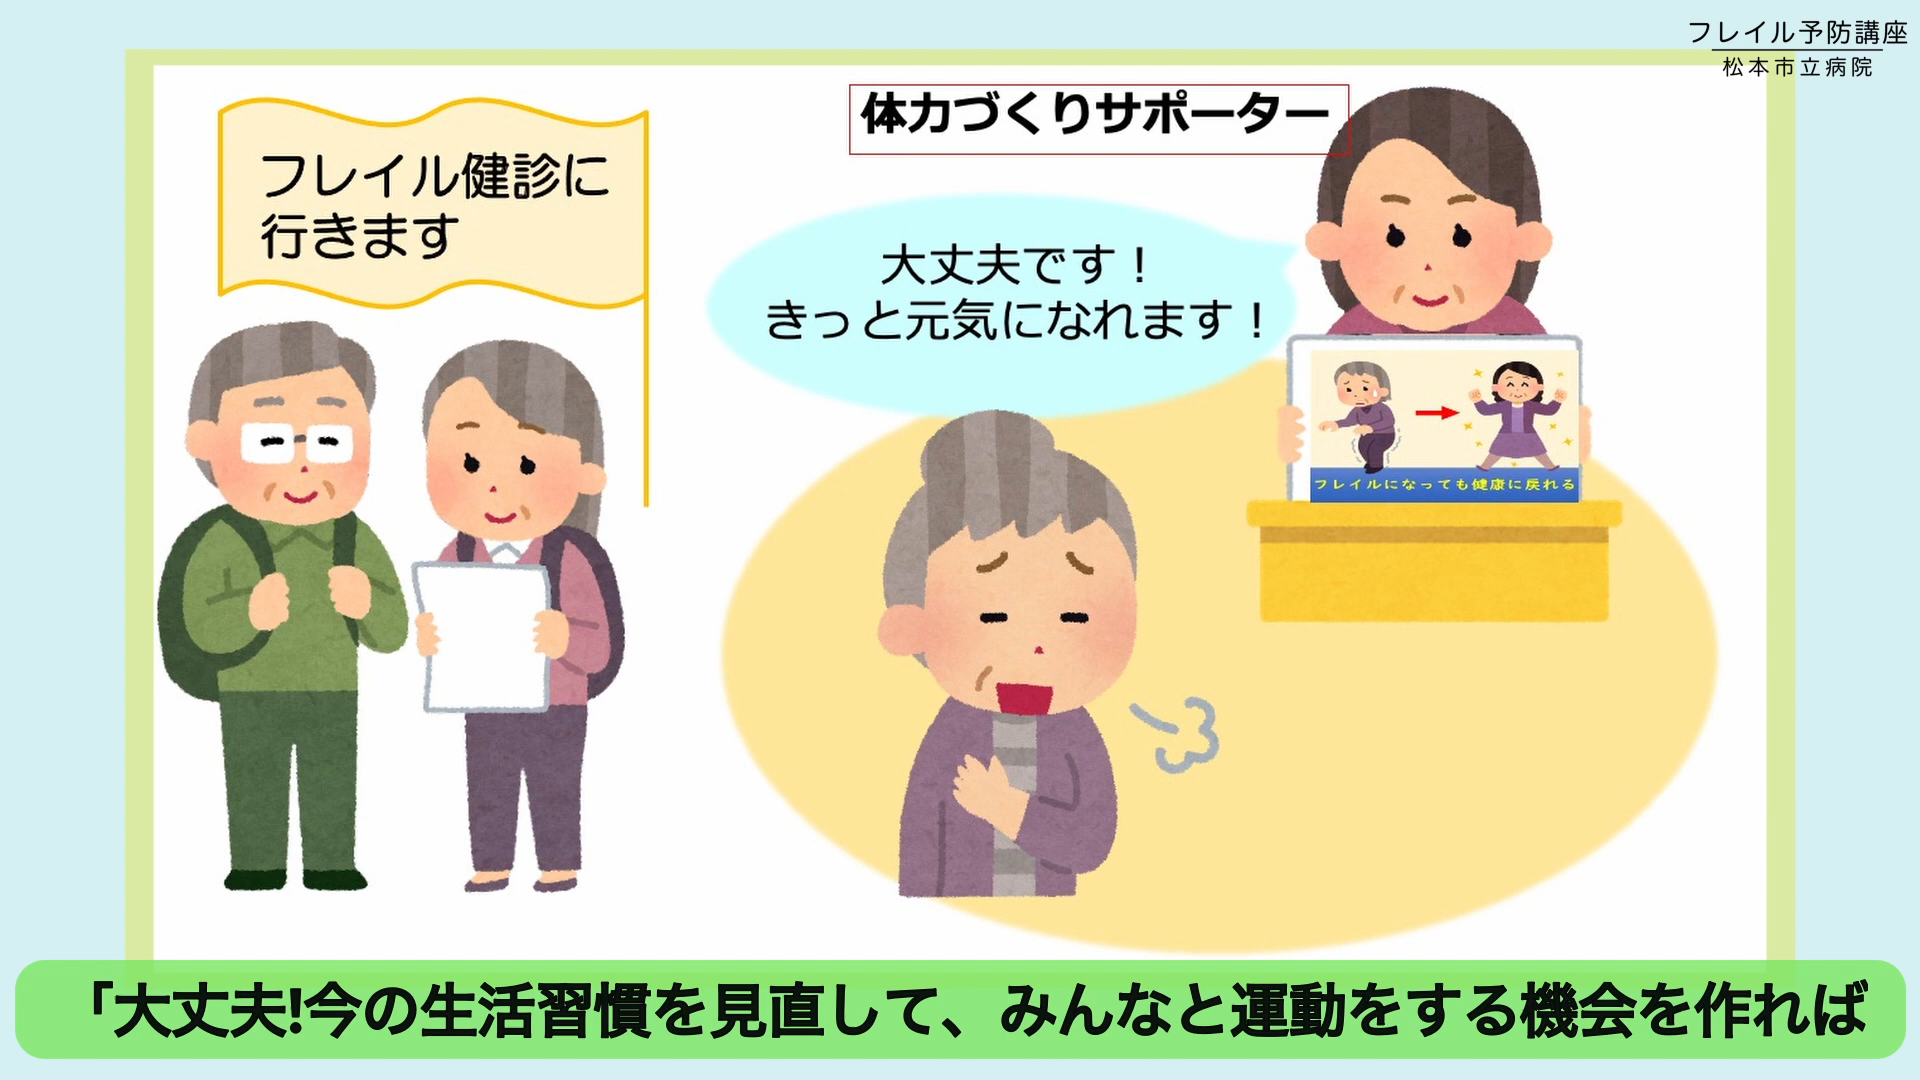 フレイル予防講座
松本市立病院
体力づくりサポーター
フレイル健診に
行きます
大丈夫です！
きっと元気になれます！
フレイルになっても健康に戻れる
「大丈夫!今の生活習慣を見直して、みんなと運動をする機会を作れば